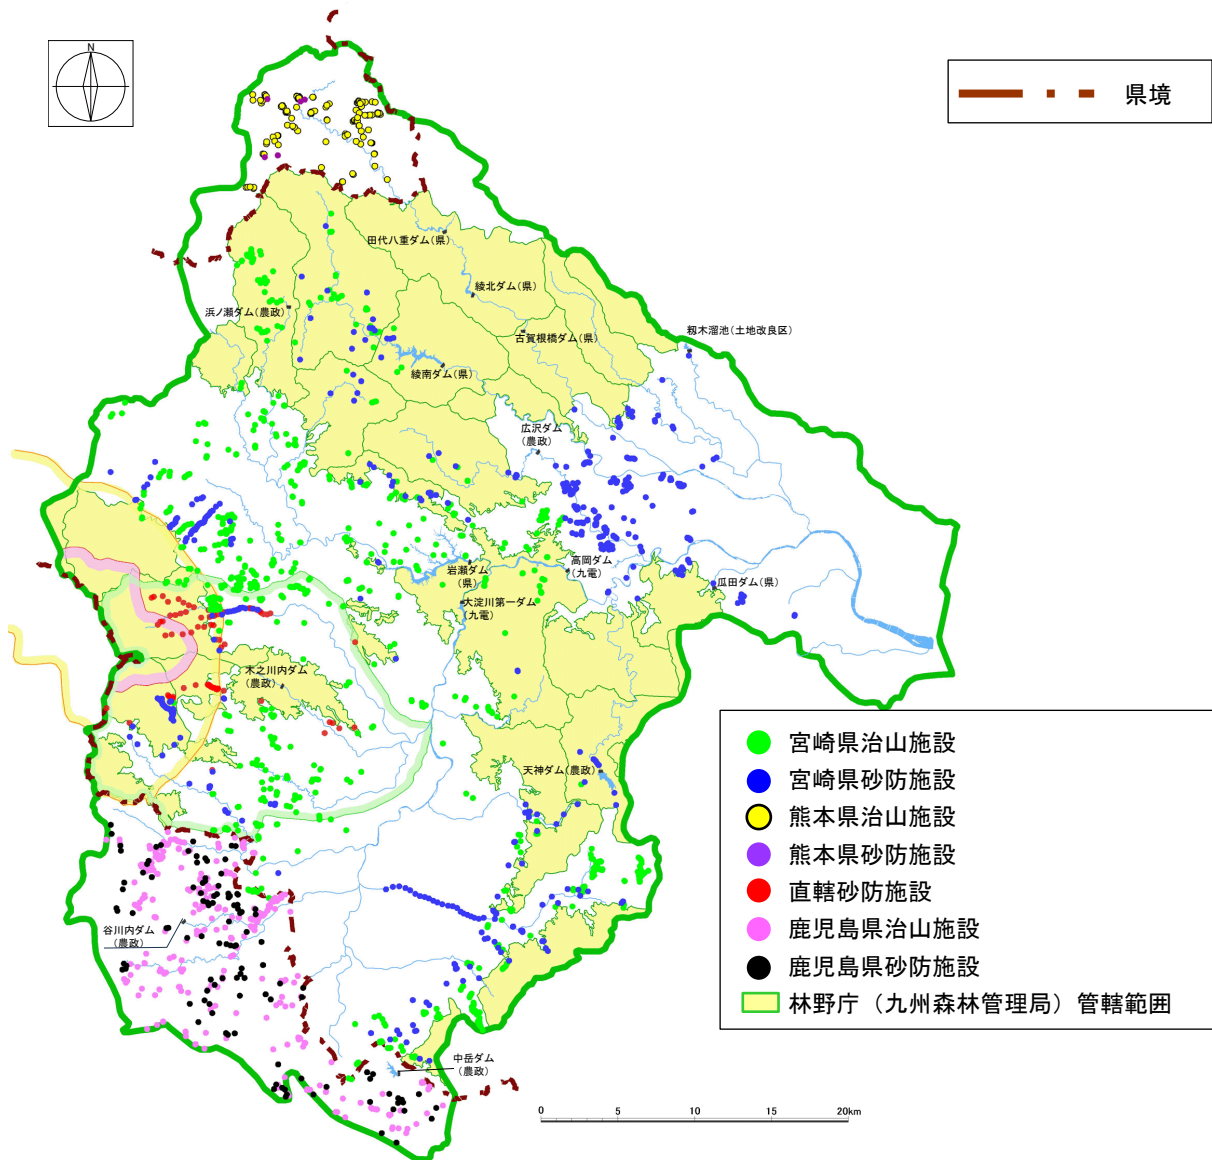 N
県境
田代八重ダム(県)
綾北ダム(県)
浜ノ瀬ダム(農政)
古賀根橋ダム(県)
籾木溜池(土地改良区)
綾南ダム(県)
広沢ダム
(農政)
岩瀬ダム
(県)
高岡ダム
(九電)
瓜田ダム(県)
大淀川第一ダム
(九電)
木之川内ダム
(農政)
天神ダム(農政)
谷川内ダム
(農政)
中岳ダム
(農政)
宮崎県治山施設
宮崎県砂防施設
熊本県治山施設
熊本県砂防施設
直轄砂防施設
鹿児島県治山施設
鹿児島県砂防施設
林野庁（九州森林管理局）管轄範囲
0 5 10 15 20km